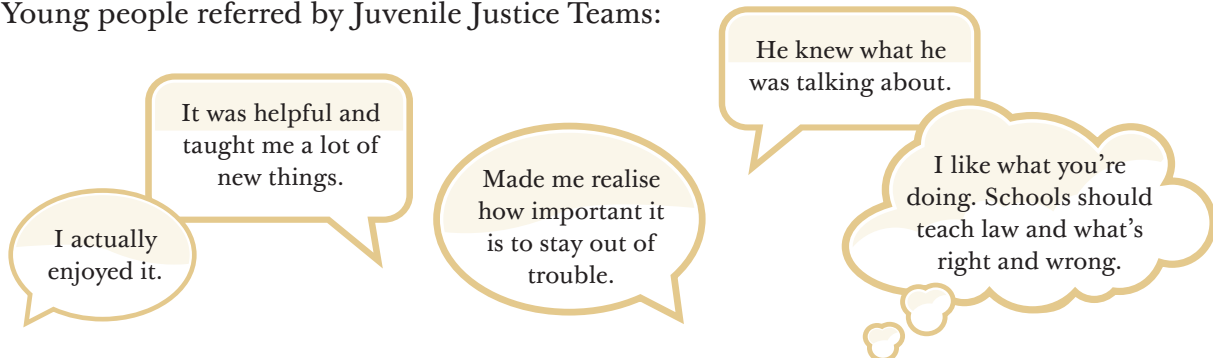 Young people referred by Juvenile Justice Teams:
I actually
enjoyed it.
It was helpful and
taught me a lot of
new things.
Made me realise
how important it
is to stay out of
trouble.
He knew what he
was talking about.
I like what you're
doing. Schools should
teach law and what's
right and wrong.